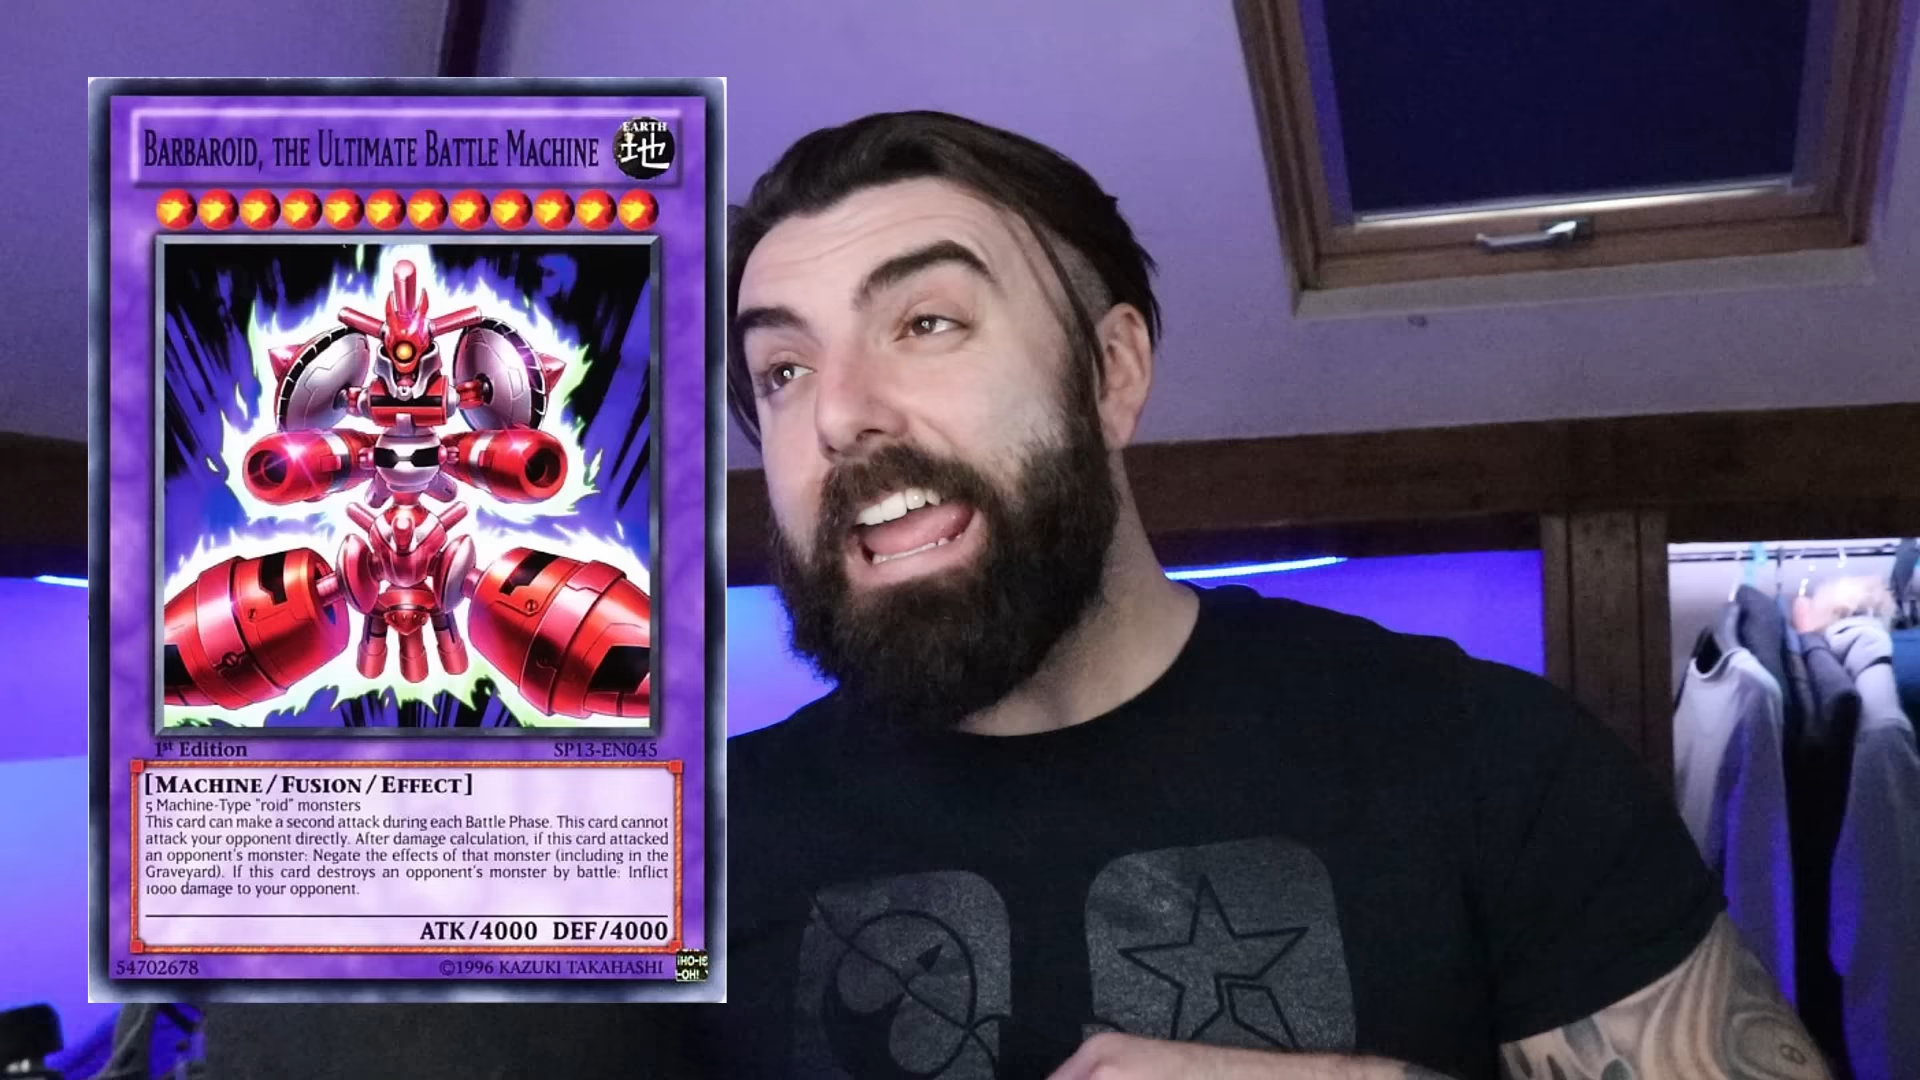 BARBAROID, THE ULTIMATE BATTLE MACHINE
EARTH
地
1st Edition
SP13-EN045
[MACHINE/FUSION/EFFECT]
5 Machine-Type "roid" monsters
This card can make a second attack during each Battle Phase. This card cannot
attack your opponent directly. After damage calculation, if this card attacked
an opponent's monster: Negate the effects of that monster (including in the
Graveyard). If this card destroys an opponent's monster by battle: Inflict
1000 damage to your opponent.
ATK/4000 DEF/4000
54702678
©1996 KAZUKI TAKAHASHI